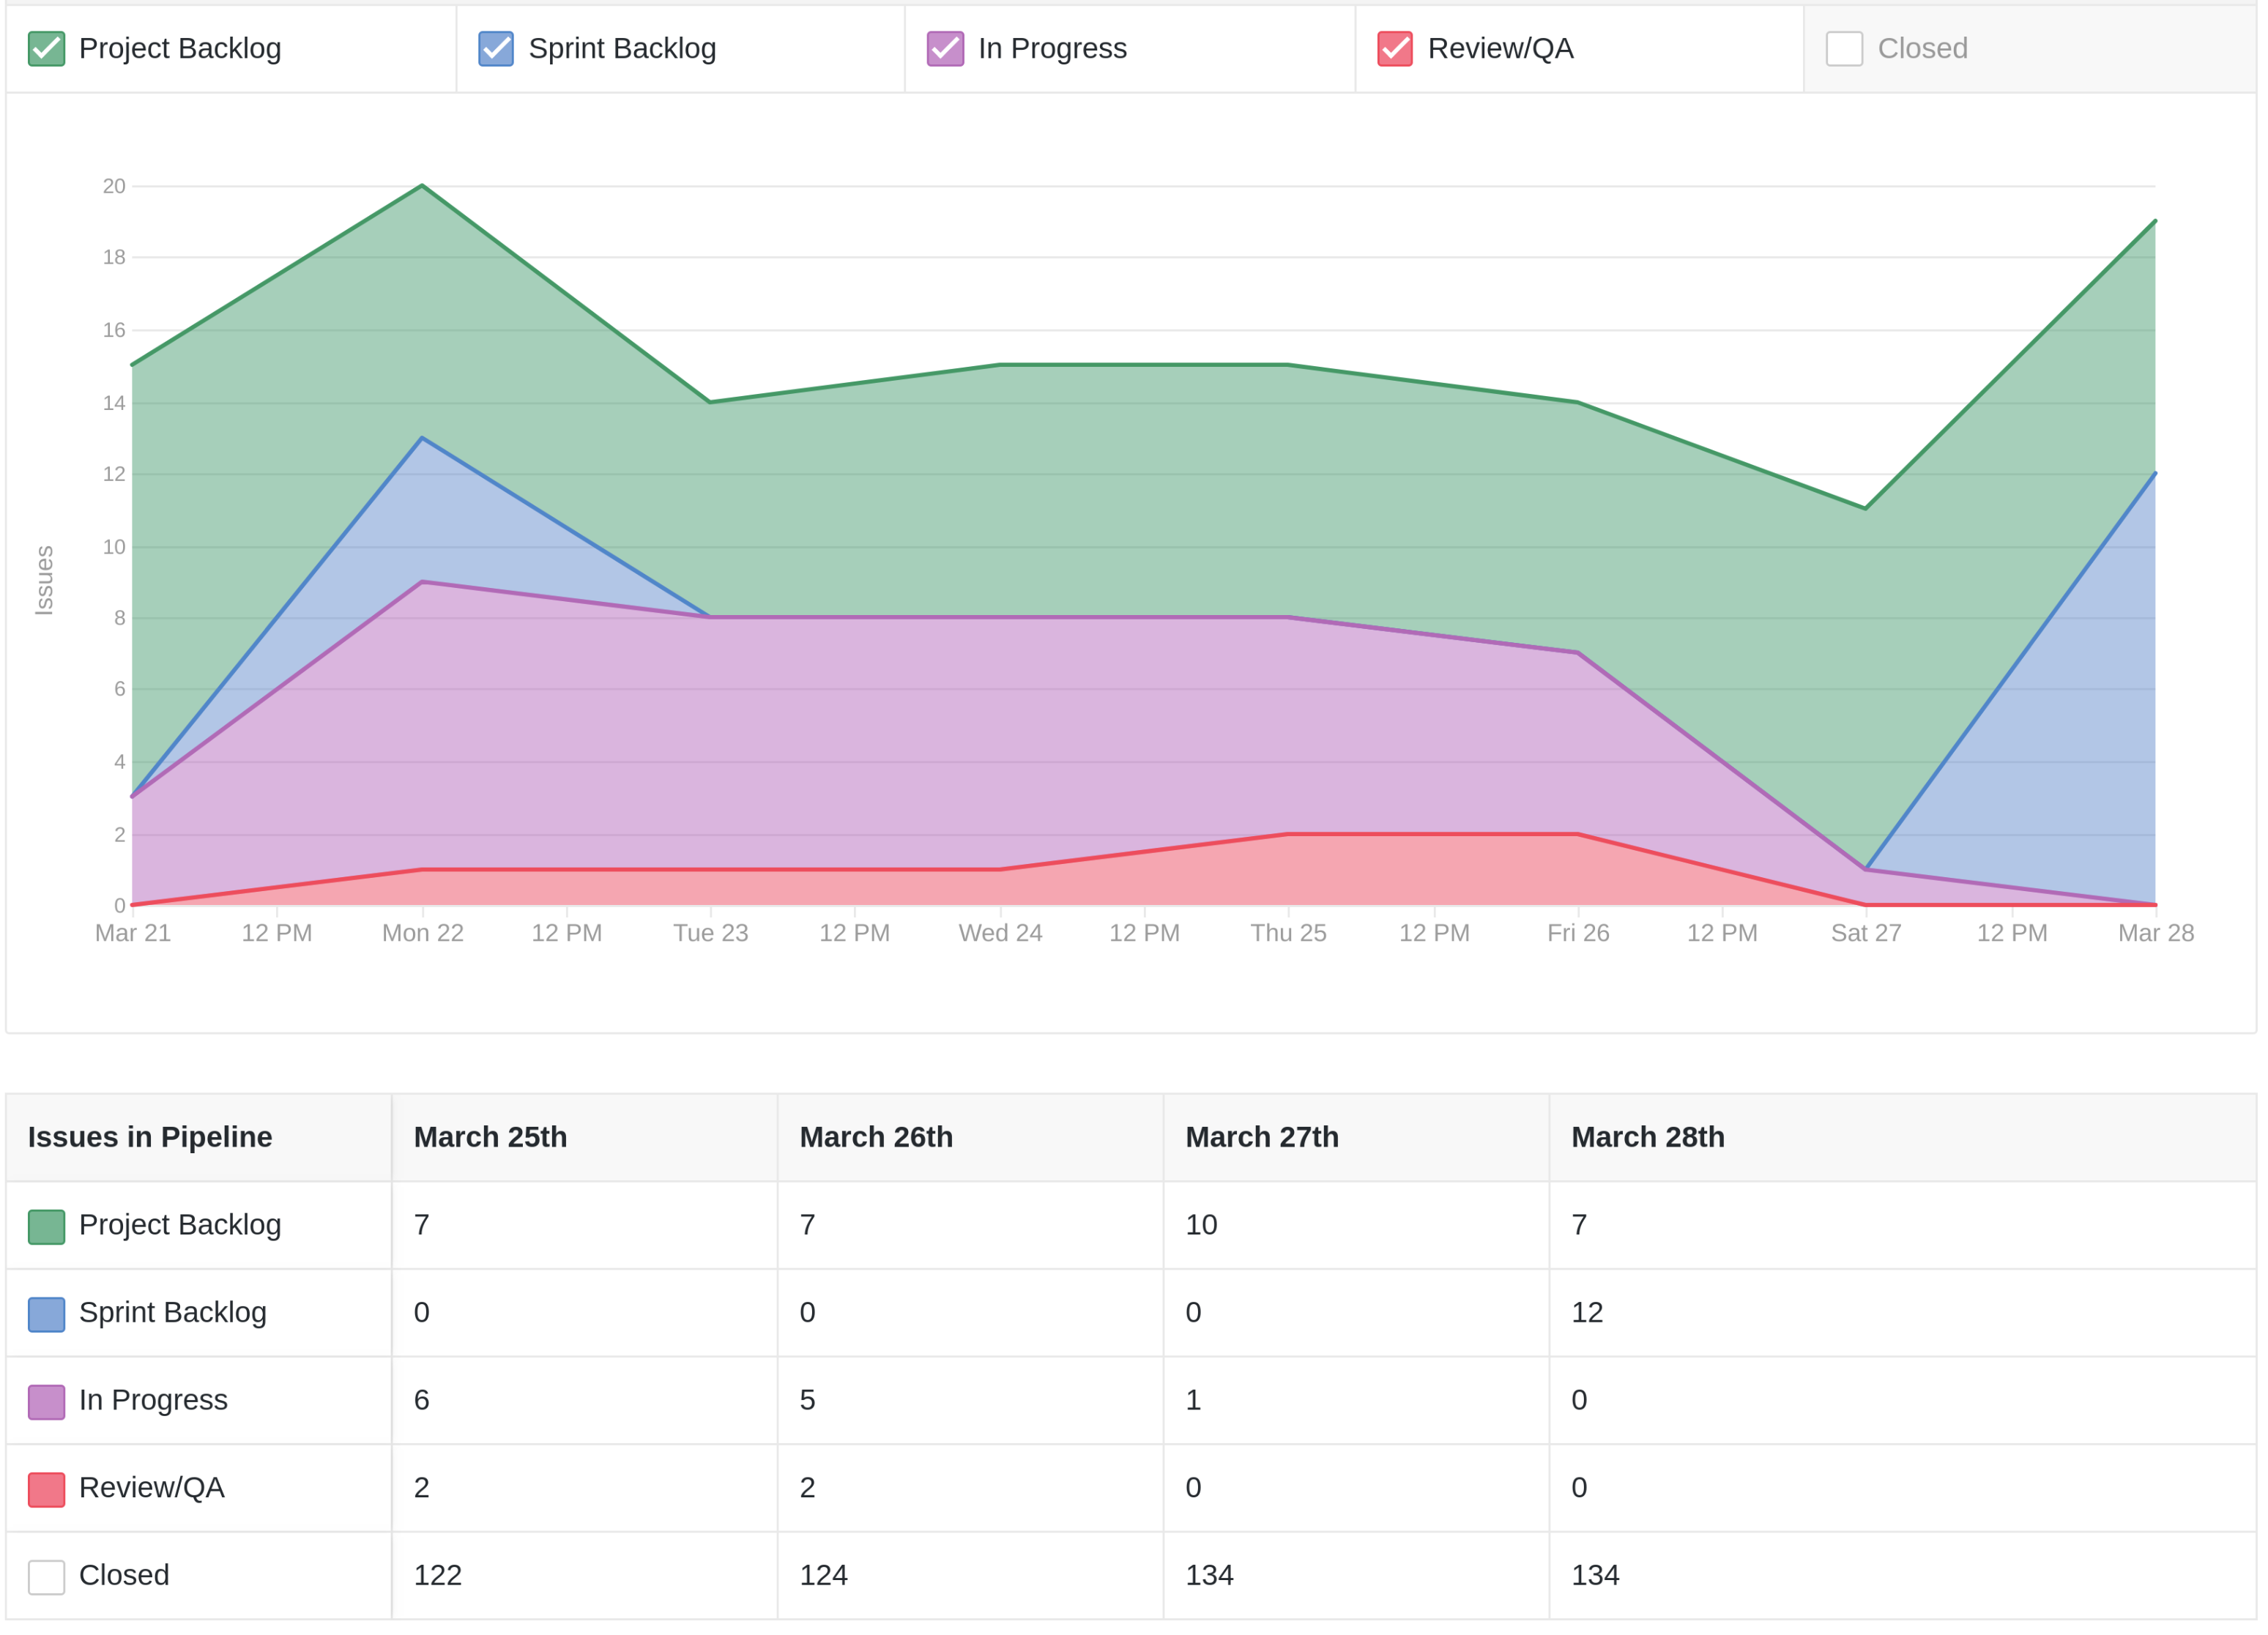 Project Backlog Sprint Backlog In Progress Review/QA Closed
20
18
16
14
12
10
Issues
8
6
4
2
0
Mar 21 12 PM Mon 22 12 PM Tue 23 12 PM Wed 24 12 PM Thu 25 12 PM Fri 26 12 PM Sat 27 12 PM Mar 28
Issues in Pipeline March 25th March 26th March 27th March 28th
Project Backlog 7 7 10 7
Sprint Backlog 0 0 0 12
In Progress 6 5 1 0
Review/QA 2 2 0 0
Closed 122 124 134 134